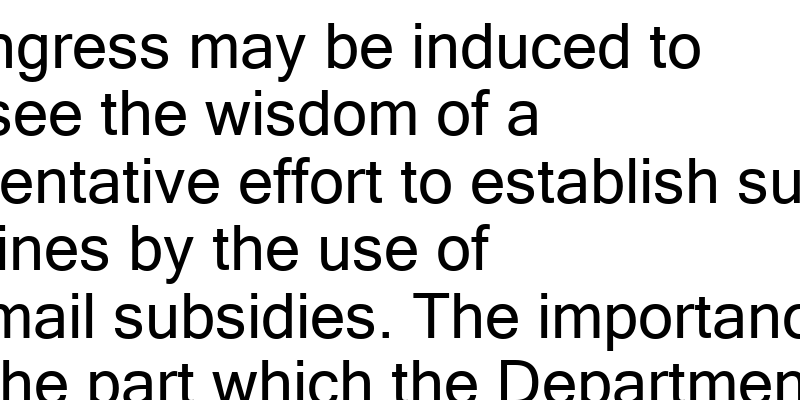 ngress may be induced to
see the wisdom of a
entative effort to establish su
ines by the use of
mail subsidies. The importanc
he part which the Departmen